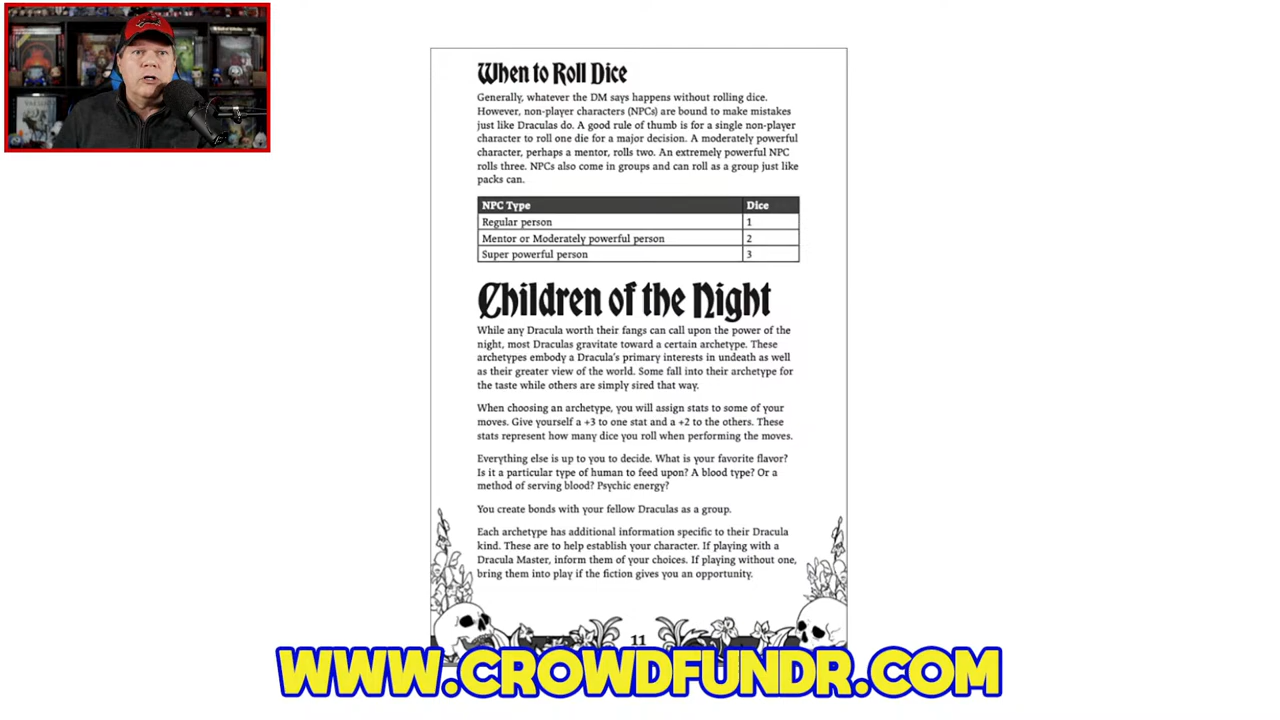 When to Roll Dice
Generally, whatever the DM says happens without rolling dice.
However, non-player characters (NPCs) are bound to make mistakes
just like Draculas do. A good rule of thumb is for a single non-player
character to roll one die for a major decision. A moderately powerful
character, perhaps a mentor, rolls two. An extremely powerful NPC
rolls three. NPCs also come in groups and can roll as a group just like
packs can.
NPC Type Dice
Regular person 1
Mentor or Moderately powerful person 2
Super powerful person 3
Children of the Night
While any Dracula worth their fangs can call upon the power of the
night, most Draculas gravitate toward a certain archetype. These
archetypes embody a Dracula's primary interests in undeath as well
as their greater view of the world. Some fall into their archetype for
the taste while others are simply sired that way.
When choosing an archetype, you will assign stats to some of your
moves. Give yourself a +3 to one stat and a +2 to the others. These
stats represent how many dice you roll when performing the moves.
Everything else is up to you to decide. What is your favorite flavor?
Is it a particular type of human to feed upon? A blood type? Or a
method of serving blood? Psychic energy?
You create bonds with your fellow Draculas as a group.
Each archetype has additional information specific to their Dracula
kind. These are to help establish your character. If playing with a
Dracula Master, inform them of your choices. If playing without one,
bring them into play if the fiction gives you an opportunity.
11
WWW.CROWDFUNDR.COM